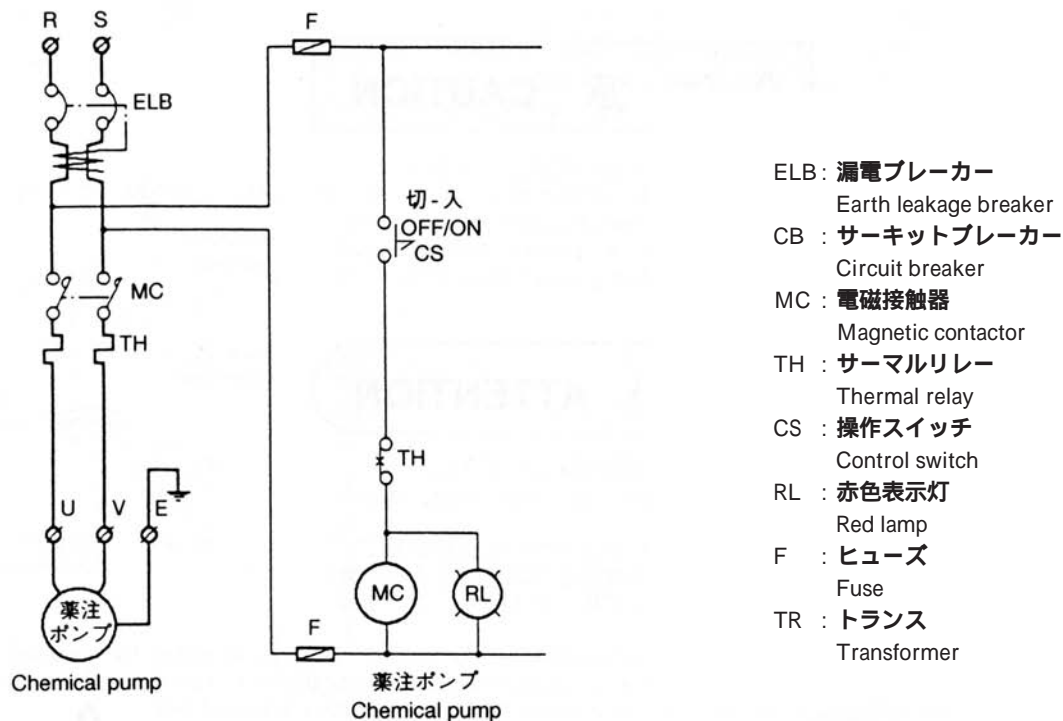 R S
ELB
MC
TH
U V E
薬注
ポンプ
Chemical pump
F
切-入
OFF/ON
CS
TH
MC RL
F
薬注ポンプ
Chemical pump
CAUTION
ATTENTION
ELB : 漏電ブレーカー
Earth leakage breaker
CB : サーキットブレーカー
Circuit breaker
MC : 電磁接触器
Magnetic contactor
TH : サーマルリレー
Thermal relay
CS : 操作スイッチ
Control switch
RL : 赤色表示灯
Red lamp
F : ヒューズ
Fuse
TR : トランス
Transformer